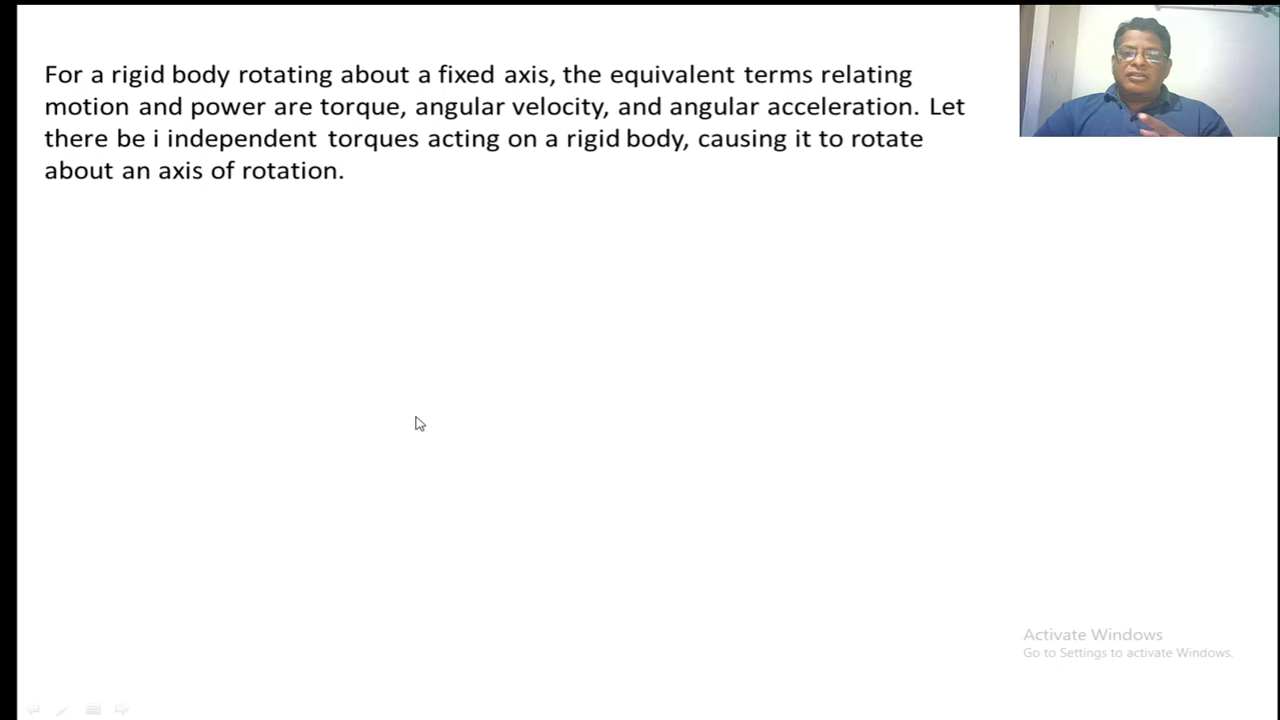 For a rigid body rotating about a fixed axis, the equivalent terms relating
motion and power are torque, angular velocity, and angular acceleration. Let
there be i independent torques acting on a rigid body, causing it to rotate
about an axis of rotation.
Activate Windows
Go to Settings to activate Windows.